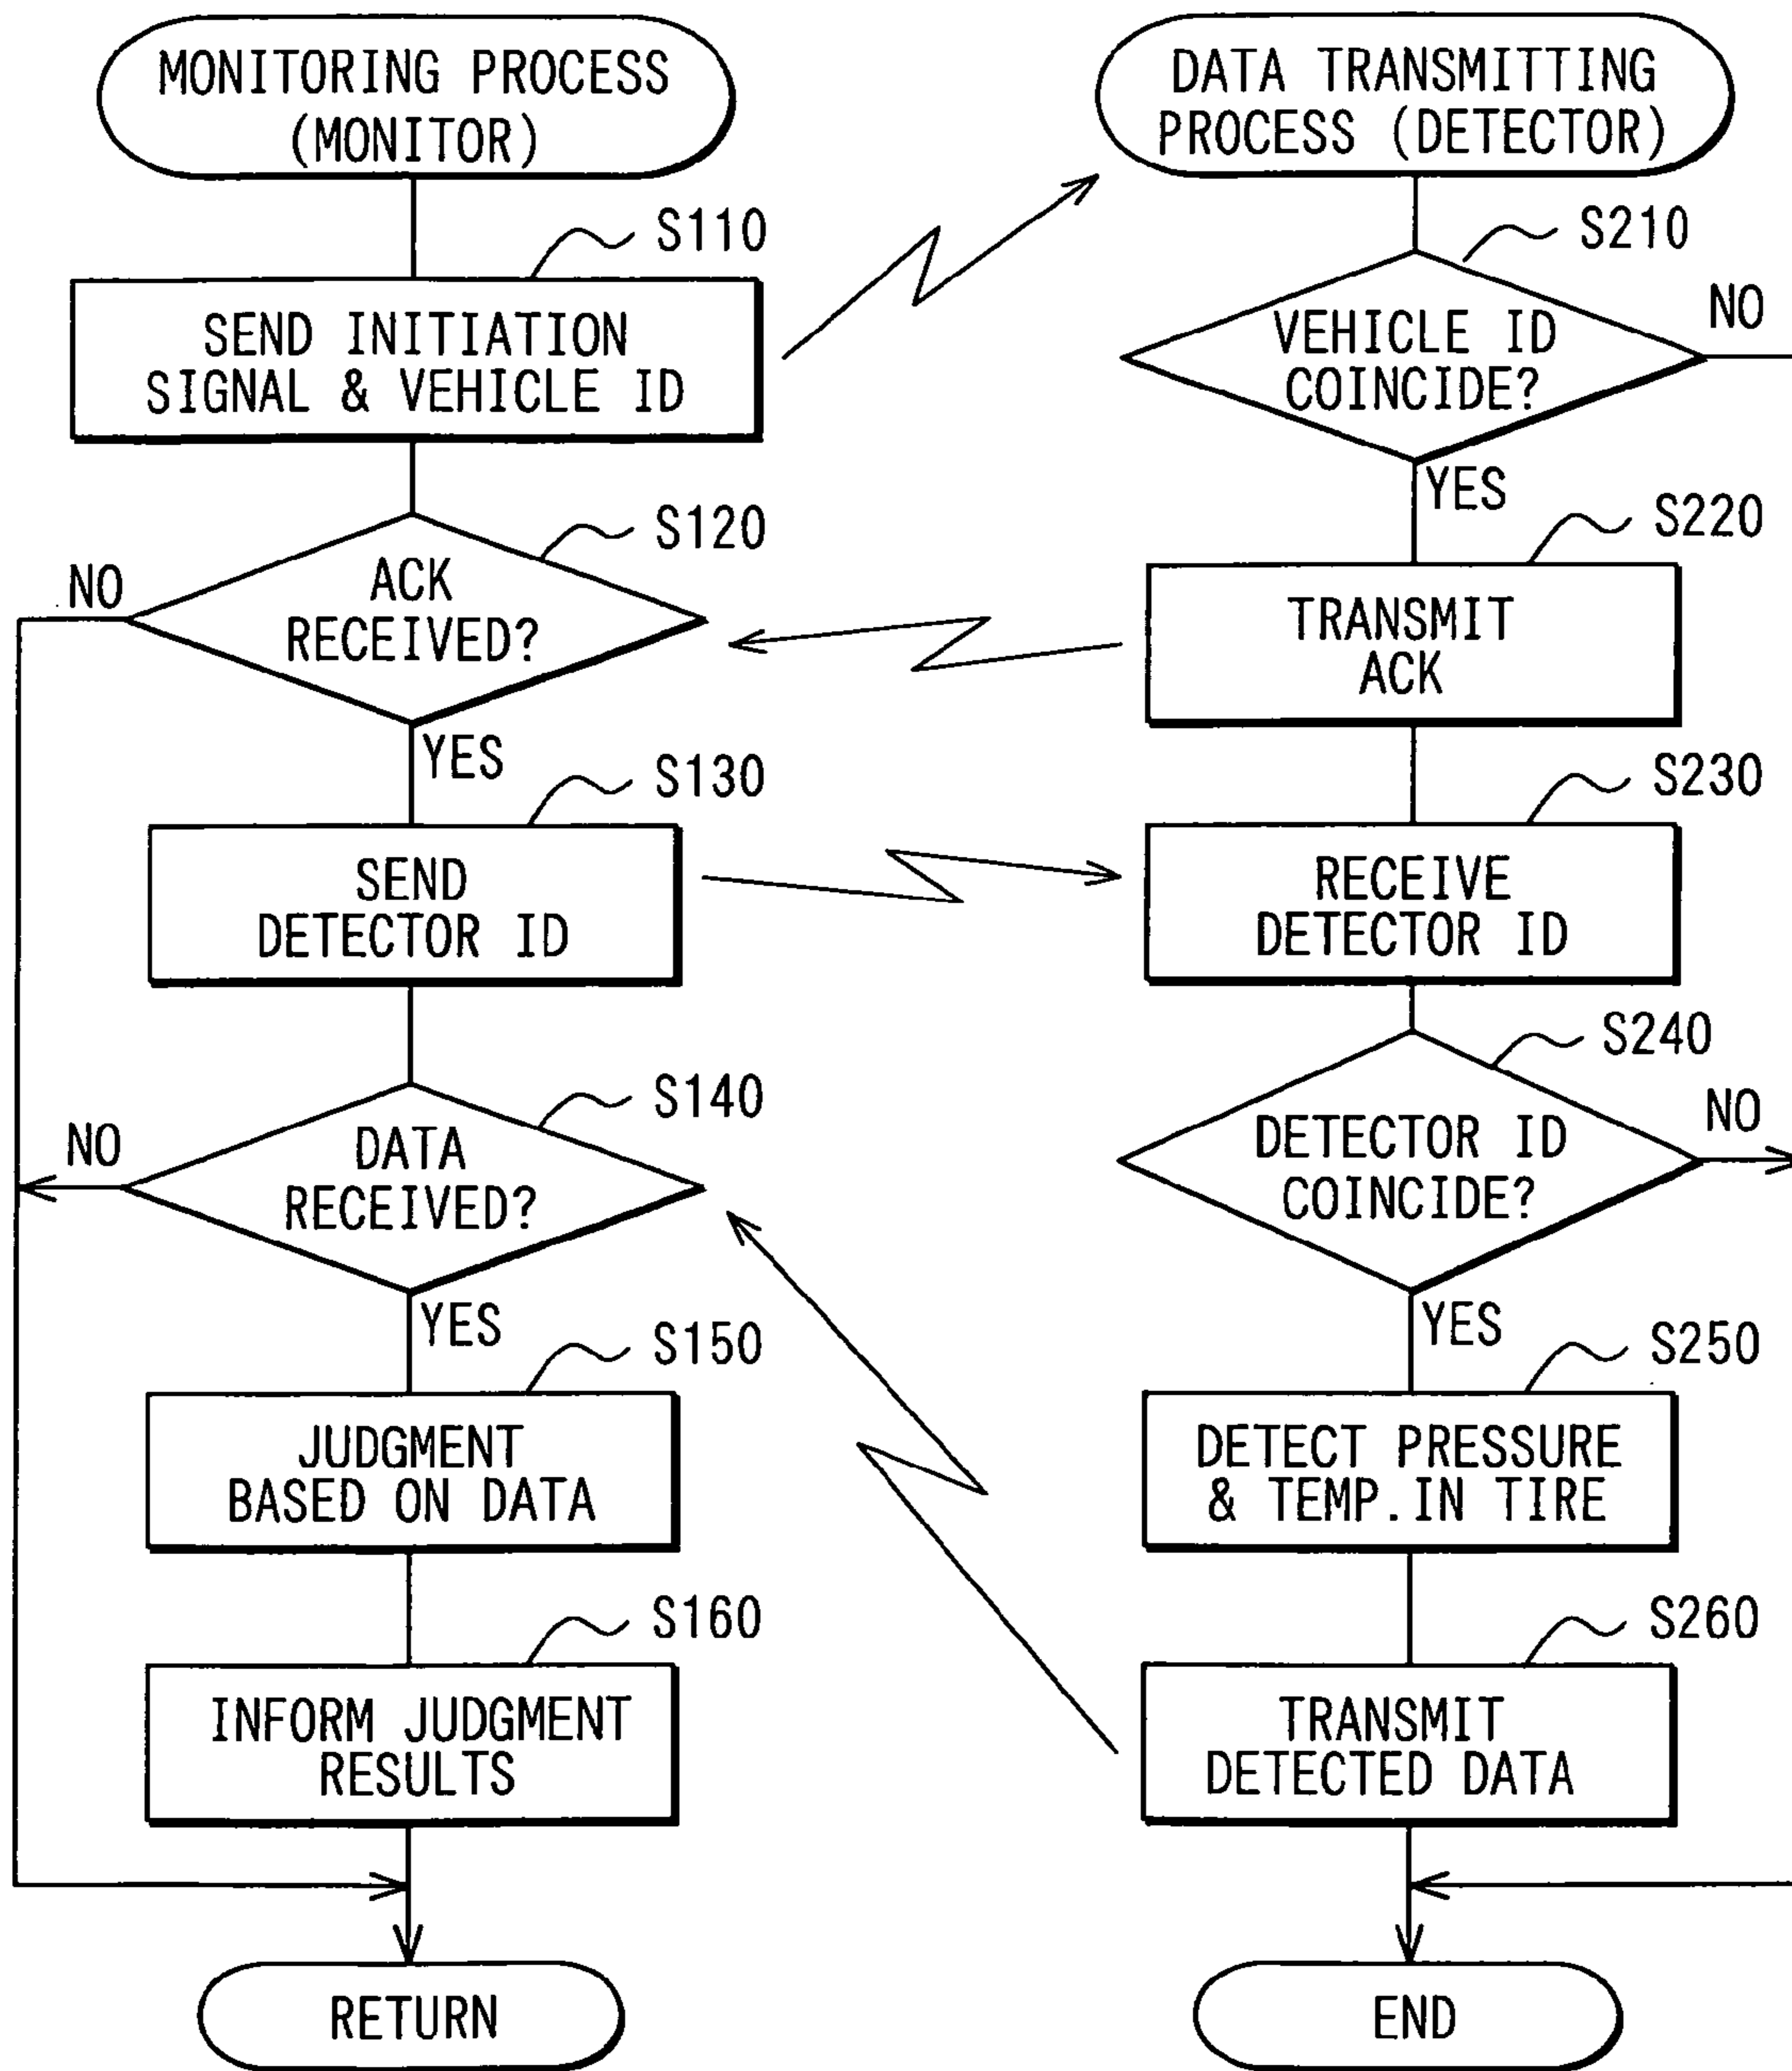 MONITORING PROCESS
(MONITOR)
S110
SEND INITIATION
SIGNAL & VEHICLE ID
S120
ACK
RECEIVED?
NO
YES
S130
SEND
DETECTOR ID
S140
DATA
RECEIVED?
NO
YES
S150
JUDGMENT
BASED ON DATA
S160
INFORM JUDGMENT
RESULTS
RETURN
DATA TRANSMITTING
PROCESS (DETECTOR)
S210
VEHICLE ID
COINCIDE?
NO
YES
S220
TRANSMIT
ACK
S230
RECEIVE
DETECTOR ID
S240
DETECTOR ID
COINCIDE?
NO
YES
S250
DETECT PRESSURE
& TEMP. IN TIRE
S260
TRANSMIT
DETECTED DATA
END